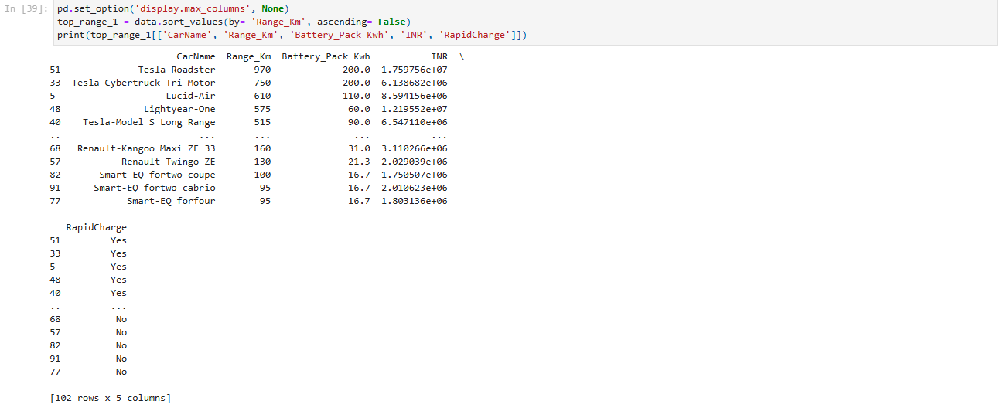 In [39]: pd.set_option('display.max_columns', None)
top_range_1 = data.sort_values(by= 'Range_Km', ascending= False)
print(top_range_1[['CarName', 'Range_Km', 'Battery_Pack Kwh', 'INR', 'RapidCharge']])
CarName Range_Km Battery_Pack Kwh INR \
51 Tesla-Roadster 970 200.0 1.759756e+07
33 Tesla-Cybertruck Tri Motor 750 200.0 6.138682e+06
5 Lucid-Air 610 110.0 8.594156e+06
48 Lightyear-One 575 60.0 1.219552e+07
40 Tesla-Model S Long Range 515 90.0 6.547110e+06
.. ... ... ... ...
68 Renault-Kangoo Maxi ZE 33 160 31.0 3.110266e+06
57 Renault-Twingo ZE 130 21.3 2.029039e+06
82 Smart-EQ fortwo coupe 100 16.7 1.750507e+06
91 Smart-EQ fortwo cabrio 95 16.7 2.010623e+06
77 Smart-EQ forfour 95 16.7 1.803136e+06
RapidCharge
51 Yes
33 Yes
5 Yes
48 Yes
40 Yes
.. ...
68 No
57 No
82 No
91 No
77 No
[102 rows x 5 columns]